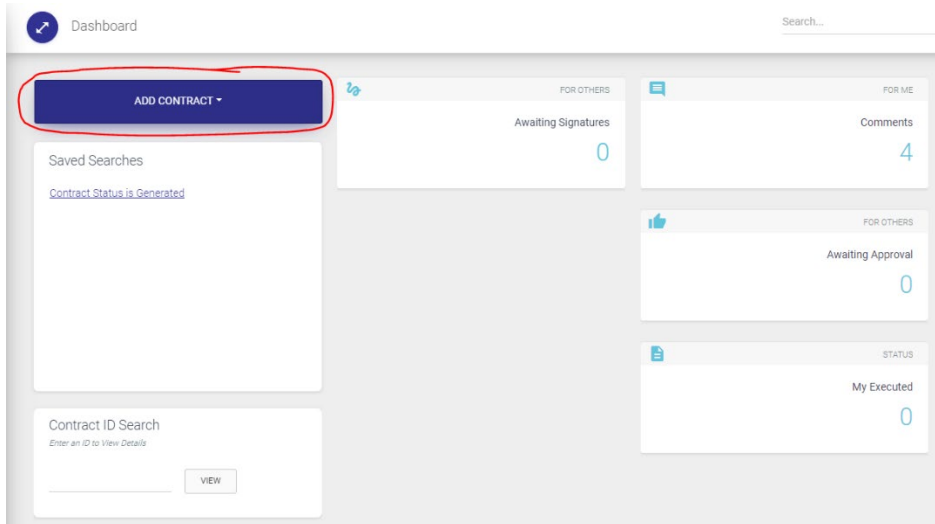 Dashboard
Search...
ADD CONTRACT
Saved Searches
Contract Status is Generated
Contract ID Search
Enter an ID to View Details
VIEW
FOR OTHERS
Awaiting Signatures
0
FOR ME
Comments
4
FOR OTHERS
Awaiting Approval
0
STATUS
My Executed
0